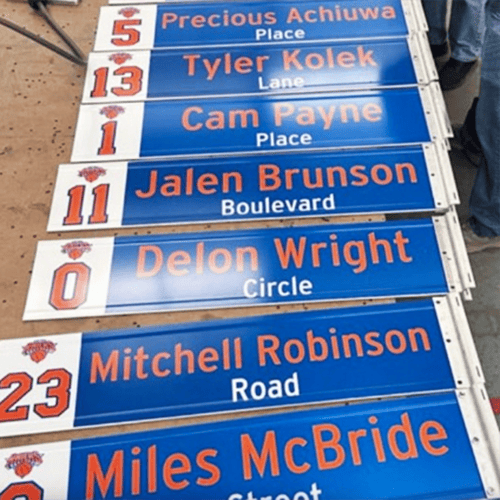 5
Precious Achiuwa
Place
13
Tyler Kolek
Lane
1
Cam Payne
Place
11
Jalen Brunson
Boulevard
0
Delon Wright
Circle
23
Mitchell Robinson
Road
Miles McBride
Street